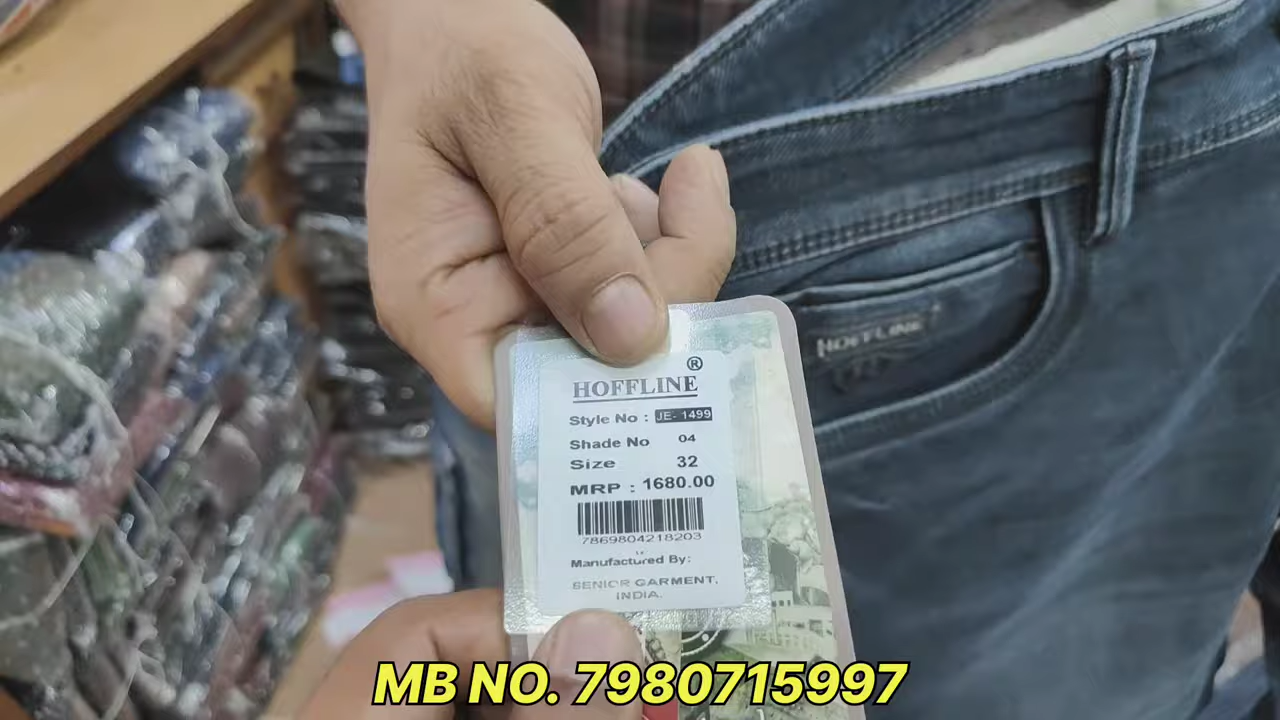 HOFFLINE
HOFFLINE ®
Style No : JE- 1499
Shade No 04
Size 32
MRP : 1680.00
7869804218203
Manufactured By:
SENIOR GARMENT.
INDIA.
MB NO. 7980715997